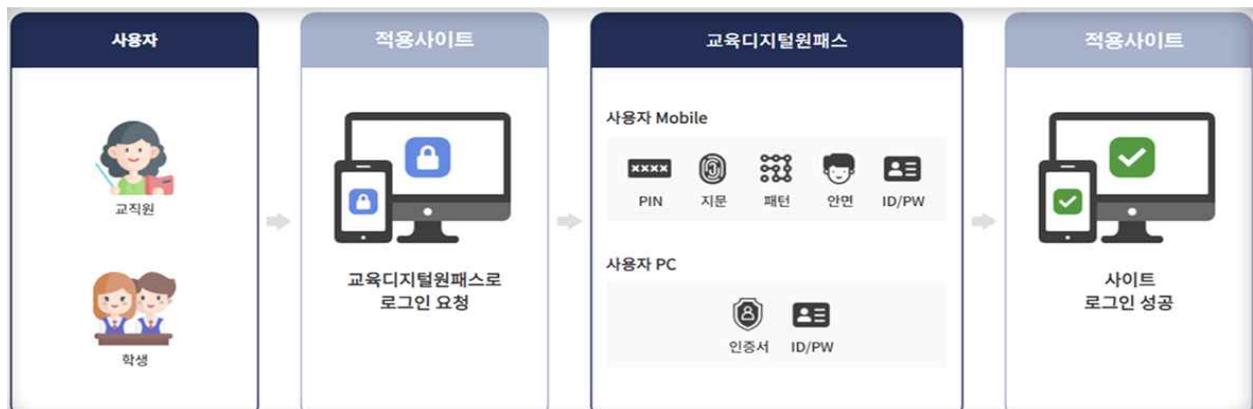 사용자
교직원
학생
적용사이트
교육디지털원패스로
로그인 요청
교육디지털원패스
사용자 Mobile
××××
PIN
지문
패턴
안면
ID/PW
사용자 PC
인증서
ID/PW
적용사이트
사이트
로그인 성공